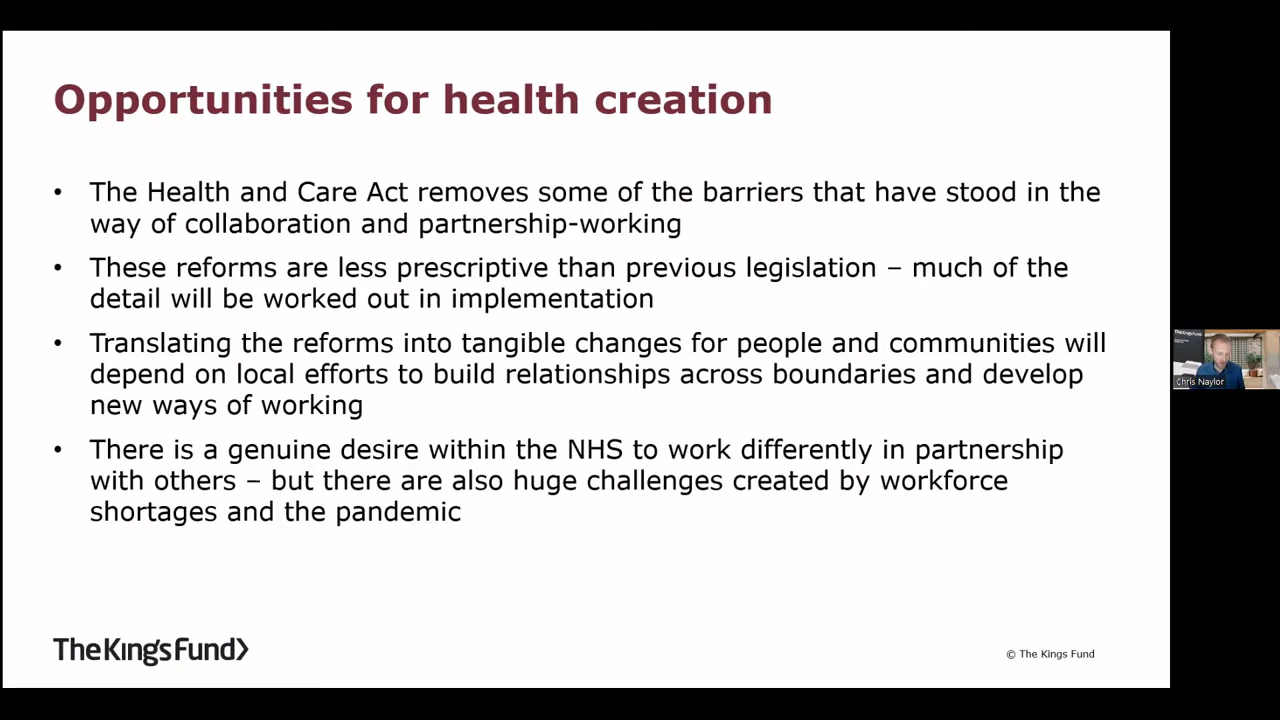 Opportunities for health creation
• The Health and Care Act removes some of the barriers that have stood in the
way of collaboration and partnership-working
• These reforms are less prescriptive than previous legislation – much of the
detail will be worked out in implementation
• Translating the reforms into tangible changes for people and communities will
depend on local efforts to build relationships across boundaries and develop
new ways of working
• There is a genuine desire within the NHS to work differently in partnership
with others – but there are also huge challenges created by workforce
shortages and the pandemic
TheKingsFund
Chris Naylor
TheKing'sFund>
© The Kings Fund